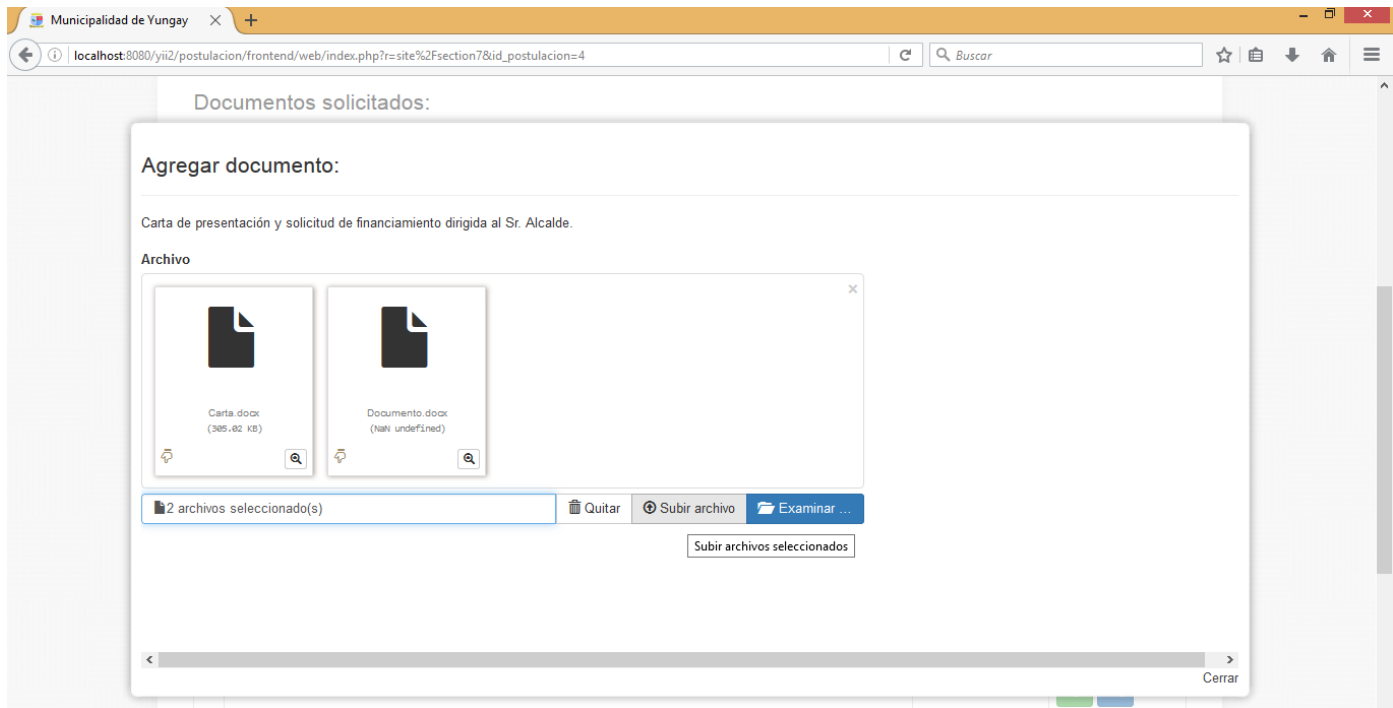 Municipalidad de Yungay
localhost:8080/yii2/postulacion/frontend/web/index.php?r=site%2Fsection7&id_postulacion=4
Buscar
Documentos solicitados:
Agregar documento:
Carta de presentación y solicitud de financiamiento dirigida al Sr. Alcalde.
Archivo
Carta.docx
(305.02 KB)
Documento.docx
(NaN undefined)
2 archivos seleccionado(s)
Quitar
Subir archivo
Examinar ...
Subir archivos seleccionados
Cerrar